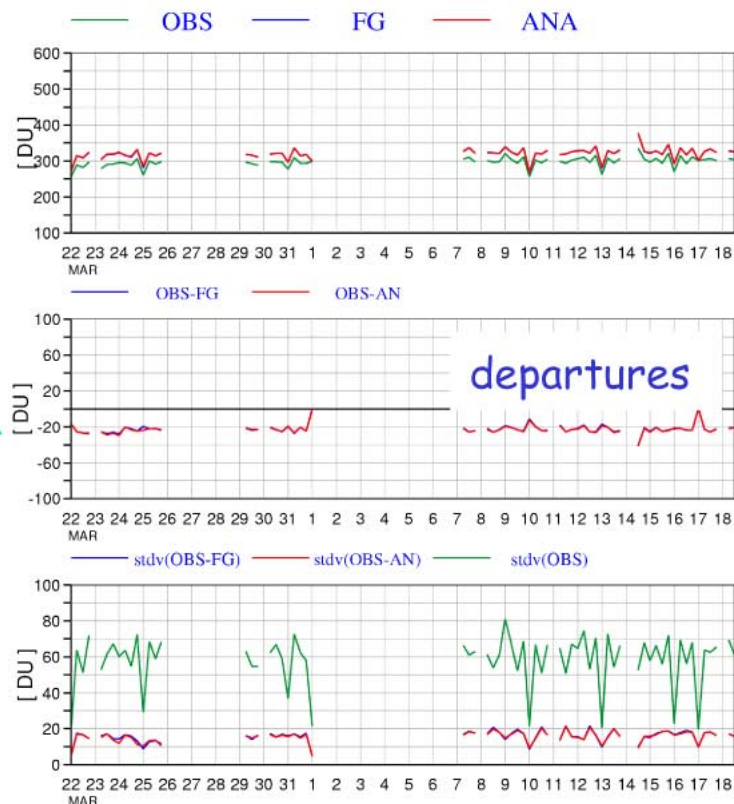 OBS FG ANA
600
500
400
300
200
100
[ DU ]
22 23 24 25 26 27 28 29 30 31 1 2 3 4 5 6 7 8 9 10 11 12 13 14 15 16 17 18
MAR
OBS-FG OBS-AN
100
60
20
-20
-60
-100
[ DU ]
departures
22 23 24 25 26 27 28 29 30 31 1 2 3 4 5 6 7 8 9 10 11 12 13 14 15 16 17 18
MAR
stdv(OBS-FG) stdv(OBS-AN) stdv(OBS)
100
80
60
40
20
0
[ DU ]
22 23 24 25 26 27 28 29 30 31 1 2 3 4 5 6 7 8 9 10 11 12 13 14 15 16 17 18
MAR